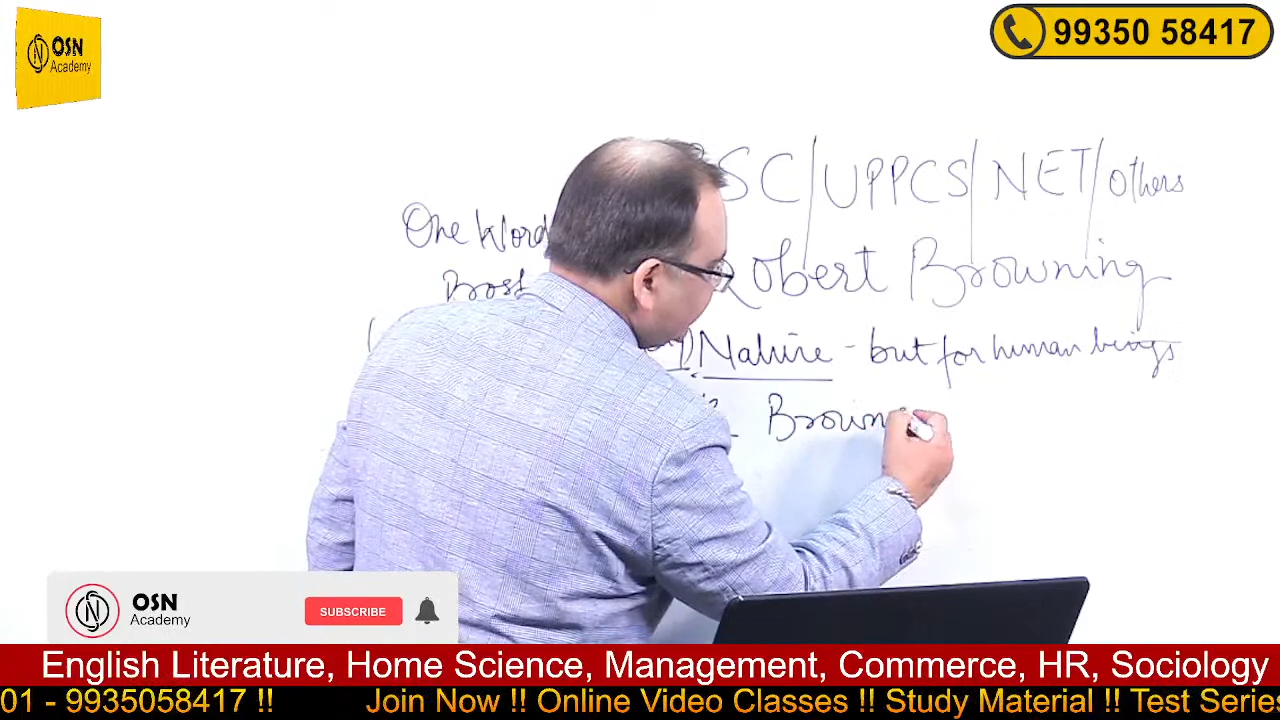 OSN
Academy
99350 58417
SC/UPPCS/NET/Others
One Word
Robert Browning
1) Nature - but for human beings
Browni
OSN
Academy
SUBSCRIBE
English Literature, Home Science, Management, Commerce, HR, Sociology
01 - 9935058417 !! Join Now !! Online Video Classes !! Study Material !! Test Series